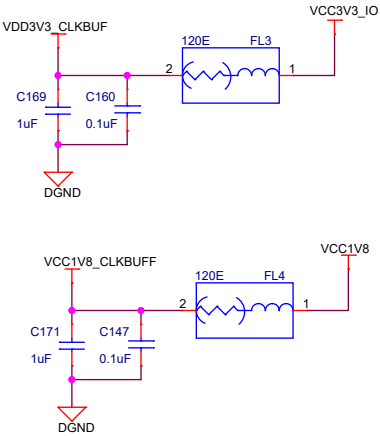 VCC3V3_IO
VDD3V3_CLKBUF
120E FL3
2 1
C169 C160
1uF 0.1uF
DGND
VCC1V8
VCC1V8_CLKBUFF
120E FL4
2 1
C171 C147
1uF 0.1uF
DGND